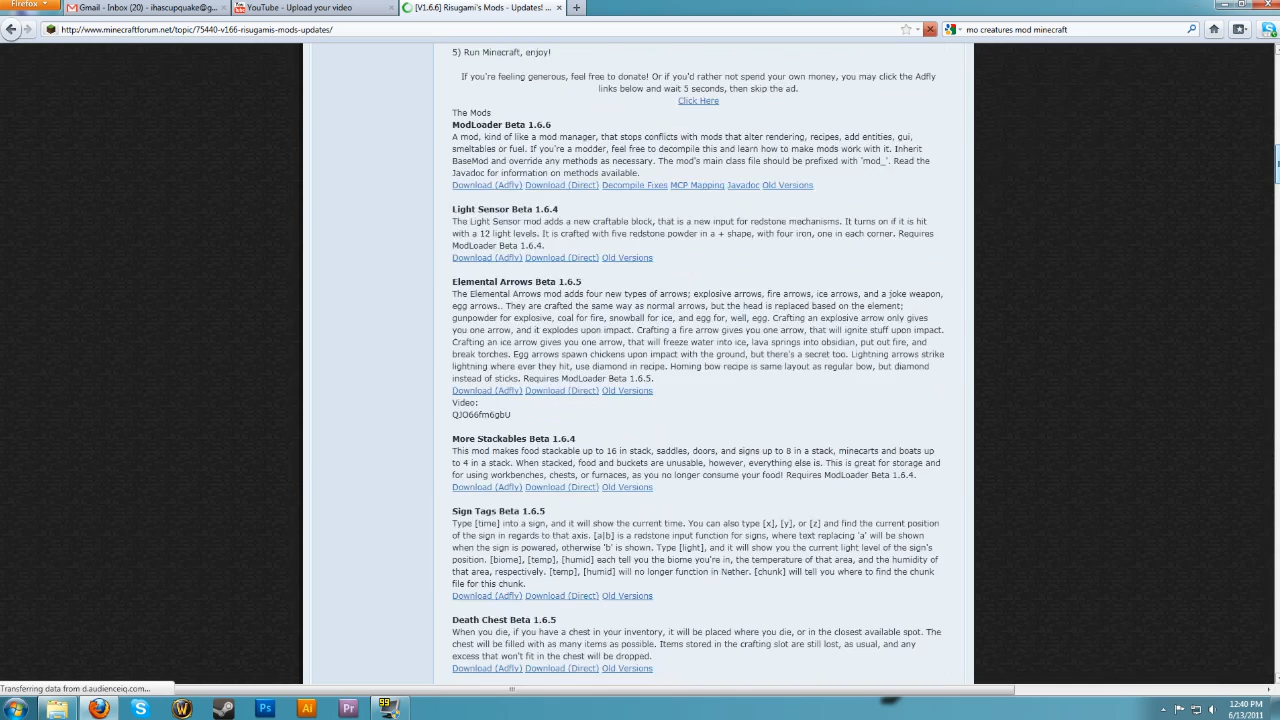 Firefox
Gmail - Inbox (20) - ihascupquake@g...
YouTube - Upload your video
[V1.6.6] Risugami's Mods - Updates! ...
http://www.minecraftforum.net/topic/75440-v166-risugamis-mods-updates/
mo creatures mod minecraft
5) Run Minecraft, enjoy!
If you're feeling generous, feel free to donate! Or if you'd rather not spend your own money, you may click the Adfly
links below and wait 5 seconds, then skip the ad.
Click Here
The Mods
ModLoader Beta 1.6.6
A mod, kind of like a mod manager, that stops conflicts with mods that alter rendering, recipes, add entities, gui,
smeltables or fuel. If you're a modder, feel free to decompile this and learn how to make mods work with it. Inherit
BaseMod and override any methods as necessary. The mod's main class file should be prefixed with 'mod_'. Read the
Javadoc for information on methods available.
Download (Adfly) Download (Direct) Decompile Fixes MCP Mapping Javadoc Old Versions
Light Sensor Beta 1.6.4
The Light Sensor mod adds a new craftable block, that is a new input for redstone mechanisms. It turns on if it is hit
with a 12 light levels. It is crafted with five redstone powder in a + shape, with four iron, one in each corner. Requires
ModLoader Beta 1.6.4.
Download (Adfly) Download (Direct) Old Versions
Elemental Arrows Beta 1.6.5
The Elemental Arrows mod adds four new types of arrows; explosive arrows, fire arrows, ice arrows, and a joke weapon,
egg arrows.. They are crafted the same way as normal arrows, but the head is replaced based on the element;
gunpowder for explosive, coal for fire, snowball for ice, and egg for, well, egg. Crafting an explosive arrow only gives
you one arrow, and it explodes upon impact. Crafting a fire arrow gives you one arrow, that will ignite stuff upon impact.
Crafting an ice arrow gives you one arrow, that will freeze water into ice, lava springs into obsidian, put out fire, and
break torches. Egg arrows spawn chickens upon impact with the ground, but there's a secret too. Lightning arrows strike
lightning where ever they hit, use diamond in recipe. Homing bow recipe is same layout as regular bow, but diamond
instead of sticks. Requires ModLoader Beta 1.6.5.
Download (Adfly) Download (Direct) Old Versions
Video:
QJO66fm6gbU
More Stackables Beta 1.6.4
This mod makes food stackable up to 16 in stack, saddles, doors, and signs up to 8 in a stack, minecarts and boats up
to 4 in a stack. When stacked, food and buckets are unusable, however, everything else is. This is great for storage and
for using workbenches, chests, or furnaces, as you no longer consume your food! Requires ModLoader Beta 1.6.4.
Download (Adfly) Download (Direct) Old Versions
Sign Tags Beta 1.6.5
Type [time] into a sign, and it will show the current time. You can also type [x], [y], or [z] and find the current position
of the sign in regards to that axis. [a|b] is a redstone input function for signs, where text replacing 'a' will be shown
when the sign is powered, otherwise 'b' is shown. Type [light], and it will show you the current light level of the sign's
position. [biome], [temp], [humid] each tell you the biome you're in, the temperature of that area, and the humidity of
that area, respectively. [temp], [humid] will no longer function in Nether. [chunk] will tell you where to find the chunk
file for this chunk.
Download (Adfly) Download (Direct) Old Versions
Death Chest Beta 1.6.5
When you die, if you have a chest in your inventory, it will be placed where you die, or in the closest available spot. The
chest will be filled with as many items as possible. Items stored in the crafting slot are still lost, as usual, and any
excess that won't fit in the chest will be dropped.
Download (Adfly) Download (Direct) Old Versions
Transferring data from d.audienceiq.com...
Ps
Ai
Pr
99
12:40 PM
6/13/2011